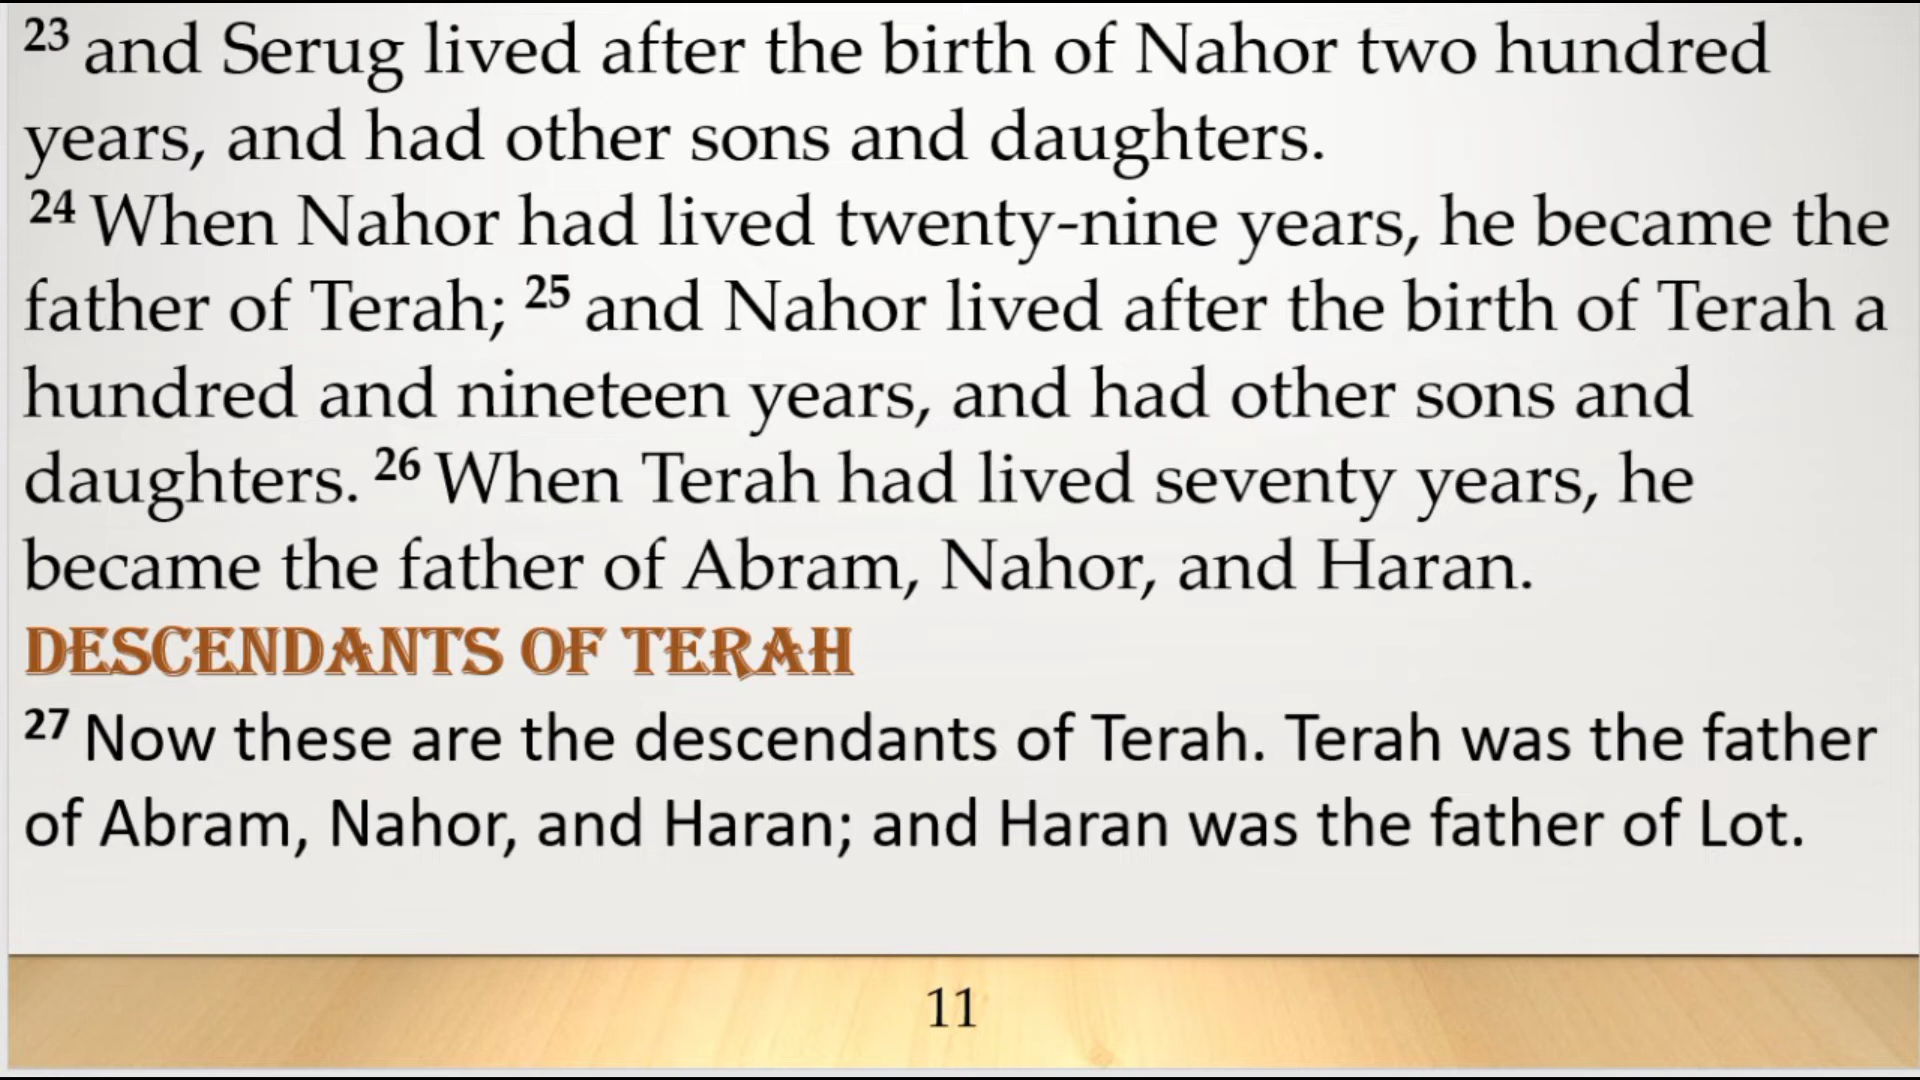 23 and Serug lived after the birth of Nahor two hundred
years, and had other sons and daughters.
24 When Nahor had lived twenty-nine years, he became the
father of Terah; 25 and Nahor lived after the birth of Terah a
hundred and nineteen years, and had other sons and
daughters. 26 When Terah had lived seventy years, he
became the father of Abram, Nahor, and Haran.
DESCENDANTS OF TERAH
27 Now these are the descendants of Terah. Terah was the father
of Abram, Nahor, and Haran; and Haran was the father of Lot.
11